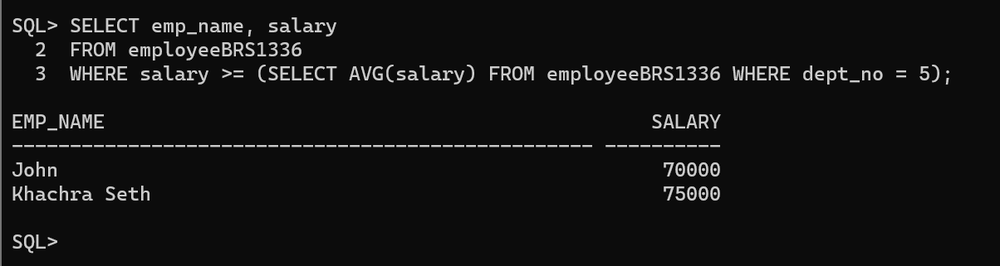 SQL> SELECT emp_name, salary
  2  FROM employeeBRS1336
  3  WHERE salary >= (SELECT AVG(salary) FROM employeeBRS1336 WHERE dept_no = 5);
EMP_NAME                                               SALARY
-------------------------------------------------- ----------
John                                                    70000
Khachra Seth                                            75000
SQL>